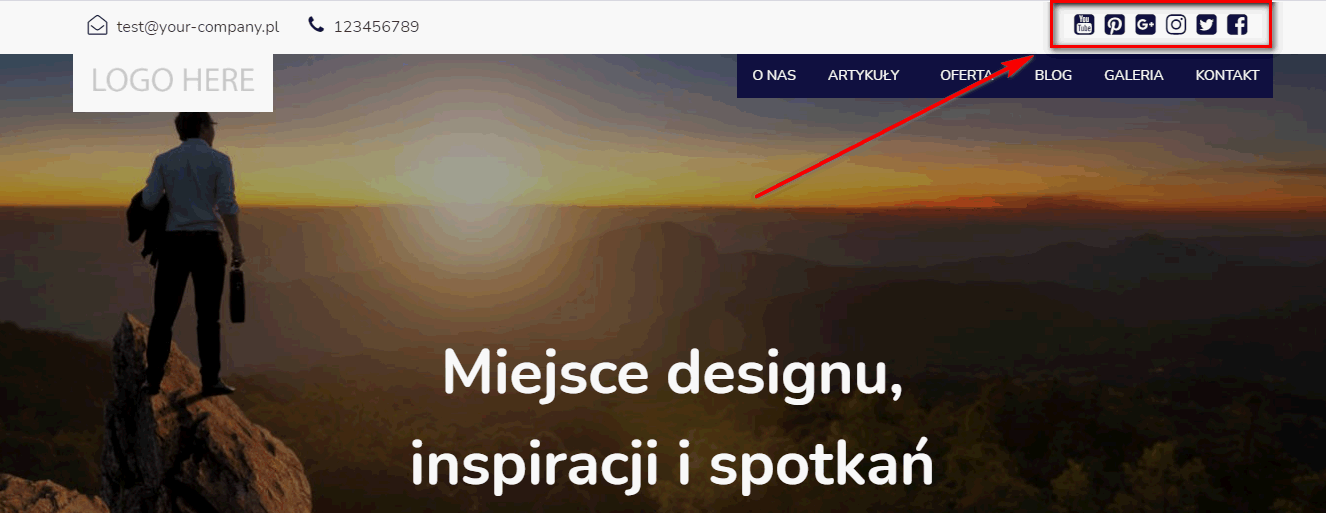 test@your-company.pl 123456789 You Tube G+
LOGO HERE
O NAS ARTYKUŁY OFERTA BLOG GALERIA KONTAKT
Miejsce designu,
inspiracji i spotkań